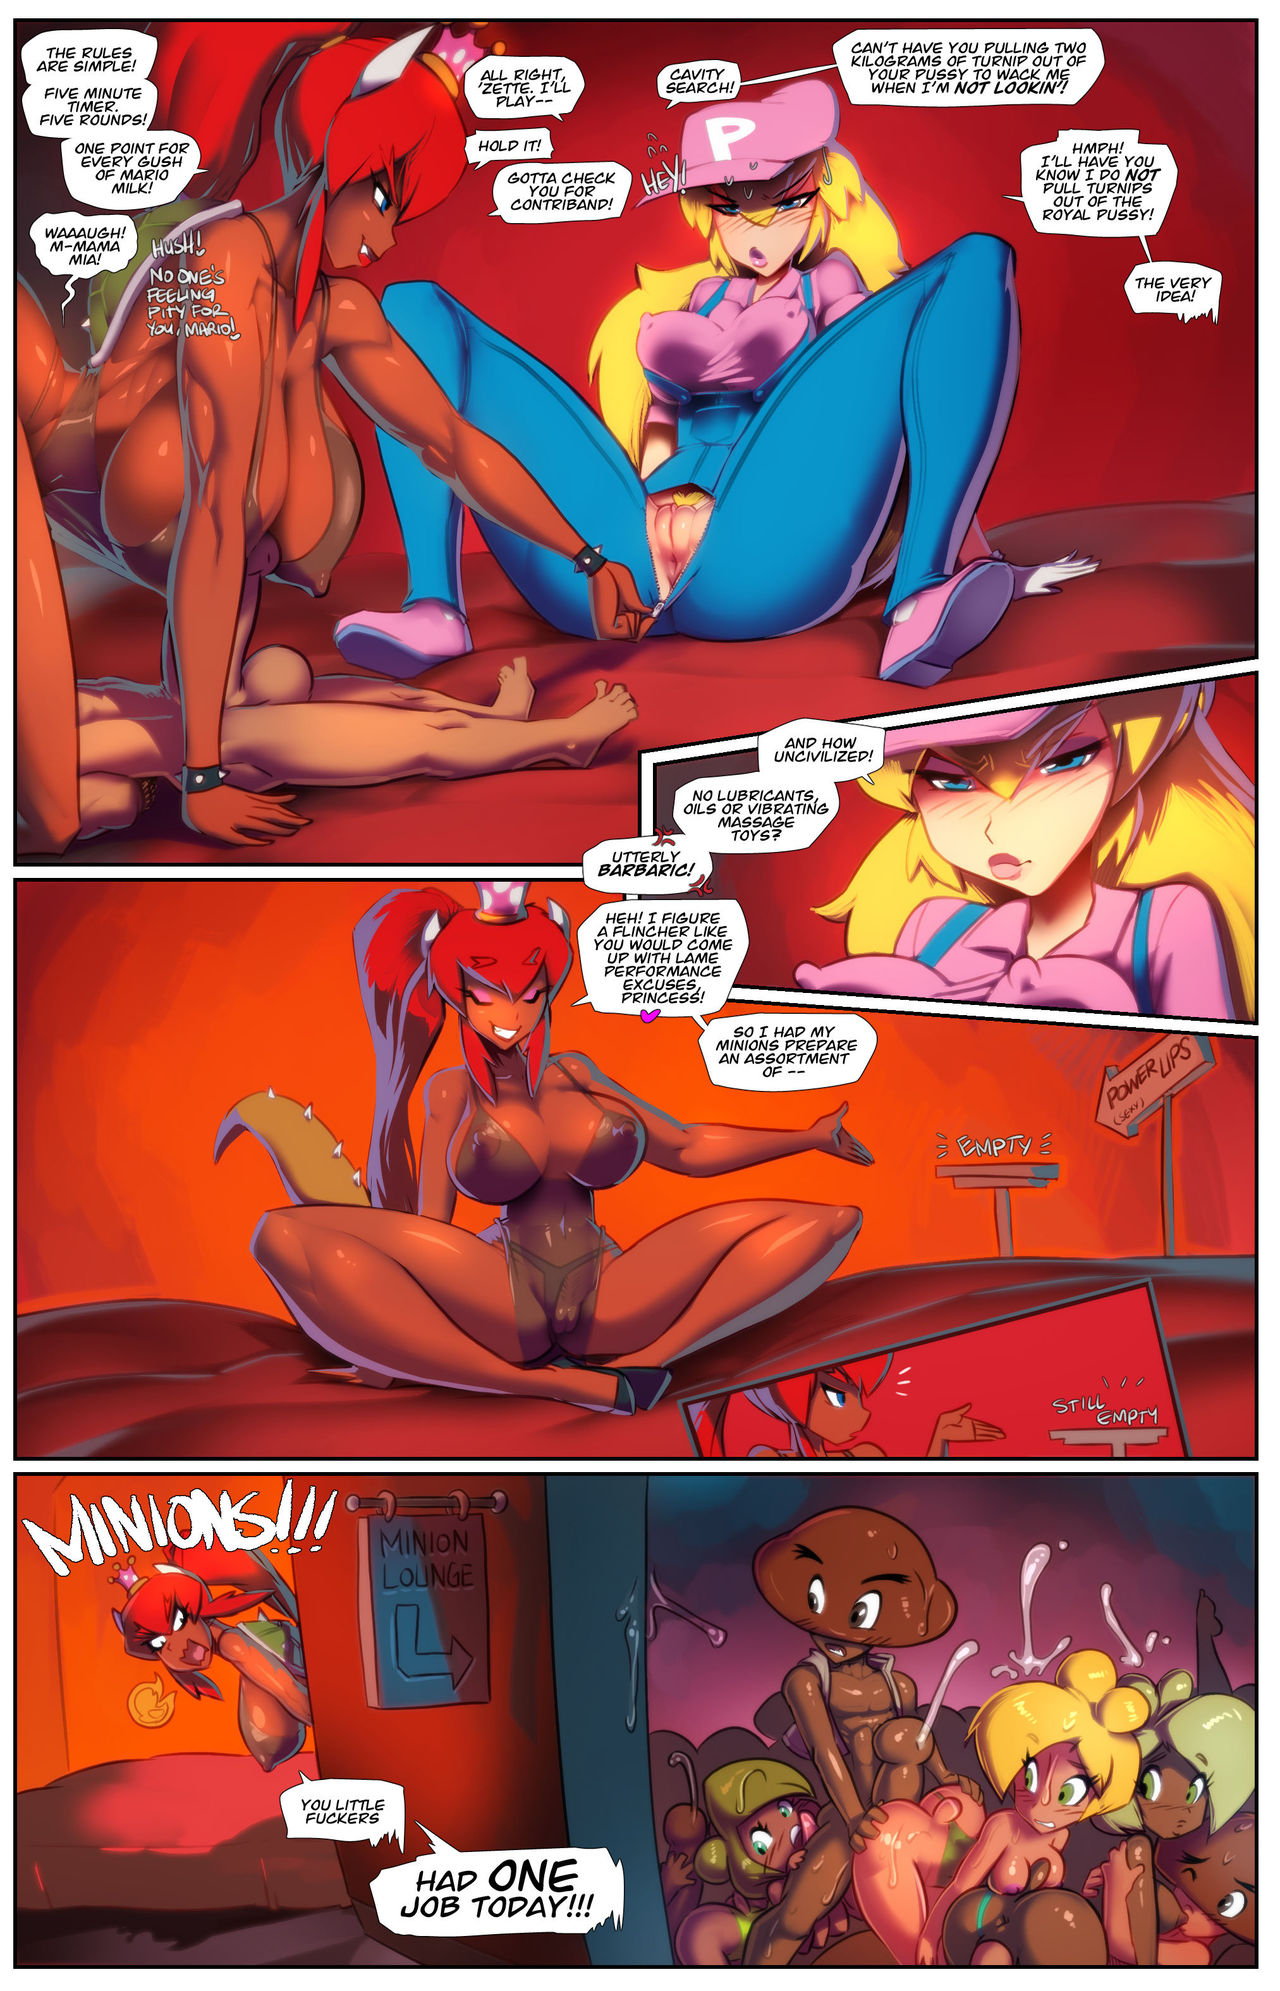 THE RULES
ARE SIMPLE!
FIVE MINUTE
TIMER.
FIVE ROUNDS!
ONE POINT FOR
EVERY GUSH
OF MARIO
MILK!
WAAAUGH!
M-MAMA
MIA!
HUSH!
NO ONE'S
FEELING
PITY FOR
YOU, MARIO!
ALL RIGHT,
'ZETTE. I'LL
PLAY--
HOLD IT!
GOTTA CHECK
YOU FOR
CONTRIBAND!
CAVITY
SEARCH!
HEY!
P
CAN'T HAVE YOU PULLING TWO
KILOGRAMS OF TURNIP OUT OF
YOUR PUSSY TO WACK ME
WHEN I'M NOT LOOKIN'!
HMPH!
I'LL HAVE YOU
KNOW I DO NOT
PULL TURNIPS
OUT OF THE
ROYAL PUSSY!
THE VERY
IDEA!
AND HOW
UNCIVILIZED!
NO LUBRICANTS,
OILS OR VIBRATING
MASSAGE
TOYS?
UTTERLY
BARBARIC!
HEH! I FIGURE
A FLINCHER LIKE
YOU WOULD COME
UP WITH LAME
PERFORMANCE
EXCUSES,
PRINCESS!
SO I HAD MY
MINIONS PREPARE
AN ASSORTMENT
OF --
POWER UPS
(SEXY)
EMPTY
STILL
EMPTY
MINIONS!!!
MINION
LOUNGE
YOU LITTLE
FUCKERS
HAD ONE
JOB TODAY!!!